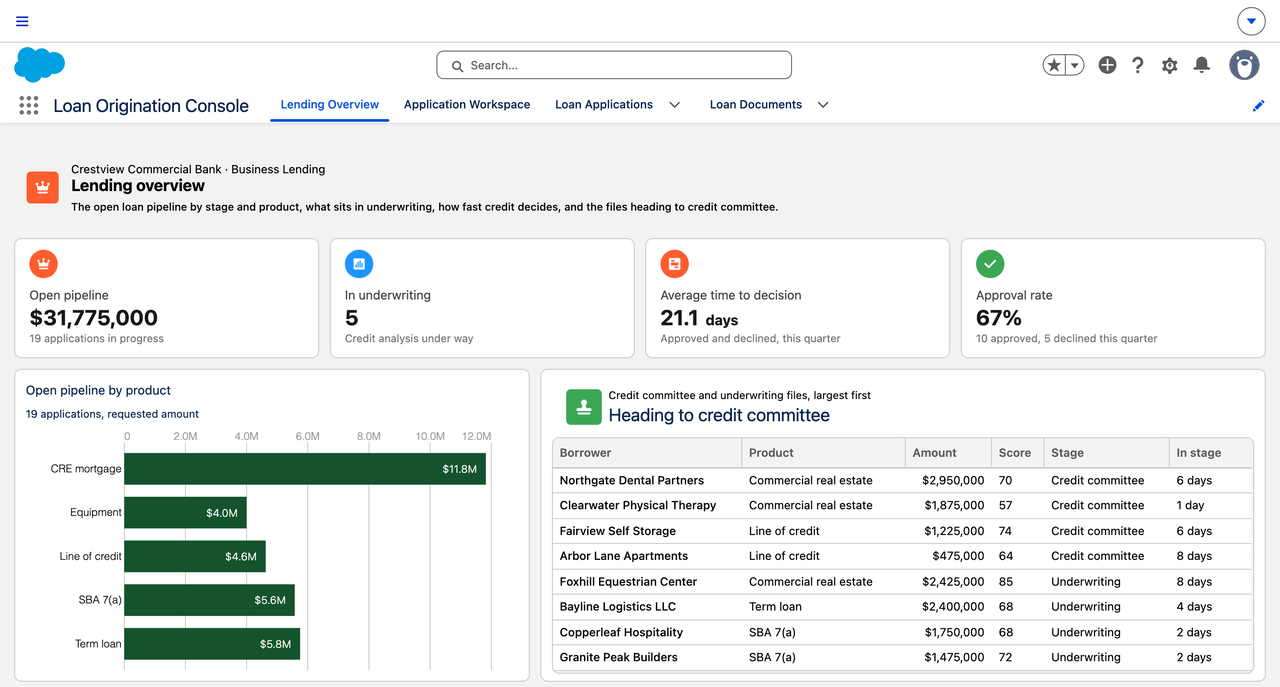 Search...
Loan Origination Console
Lending Overview
Application Workspace
Loan Applications
Loan Documents
Crestview Commercial Bank · Business Lending
Lending overview
The open loan pipeline by stage and product, what sits in underwriting, how fast credit decides, and the files heading to credit committee.
Open pipeline
$31,775,000
19 applications in progress
In underwriting
5
Credit analysis under way
Average time to decision
21.1 days
Approved and declined, this quarter
Approval rate
67%
10 approved, 5 declined this quarter
Open pipeline by product
19 applications, requested amount
0 2.0M 4.0M 6.0M 8.0M 10.0M 12.0M
CRE mortgage $11.8M
Equipment $4.0M
Line of credit $4.6M
SBA 7(a) $5.6M
Term loan $5.8M
Credit committee and underwriting files, largest first
Heading to credit committee
Borrower Product Amount Score Stage In stage
Northgate Dental Partners Commercial real estate $2,950,000 70 Credit committee 6 days
Clearwater Physical Therapy Commercial real estate $1,875,000 57 Credit committee 1 day
Fairview Self Storage Line of credit $1,225,000 74 Credit committee 6 days
Arbor Lane Apartments Line of credit $475,000 64 Credit committee 8 days
Foxhill Equestrian Center Commercial real estate $2,425,000 85 Underwriting 8 days
Bayline Logistics LLC Term loan $2,400,000 68 Underwriting 4 days
Copperleaf Hospitality SBA 7(a) $1,750,000 68 Underwriting 2 days
Granite Peak Builders SBA 7(a) $1,475,000 72 Underwriting 2 days